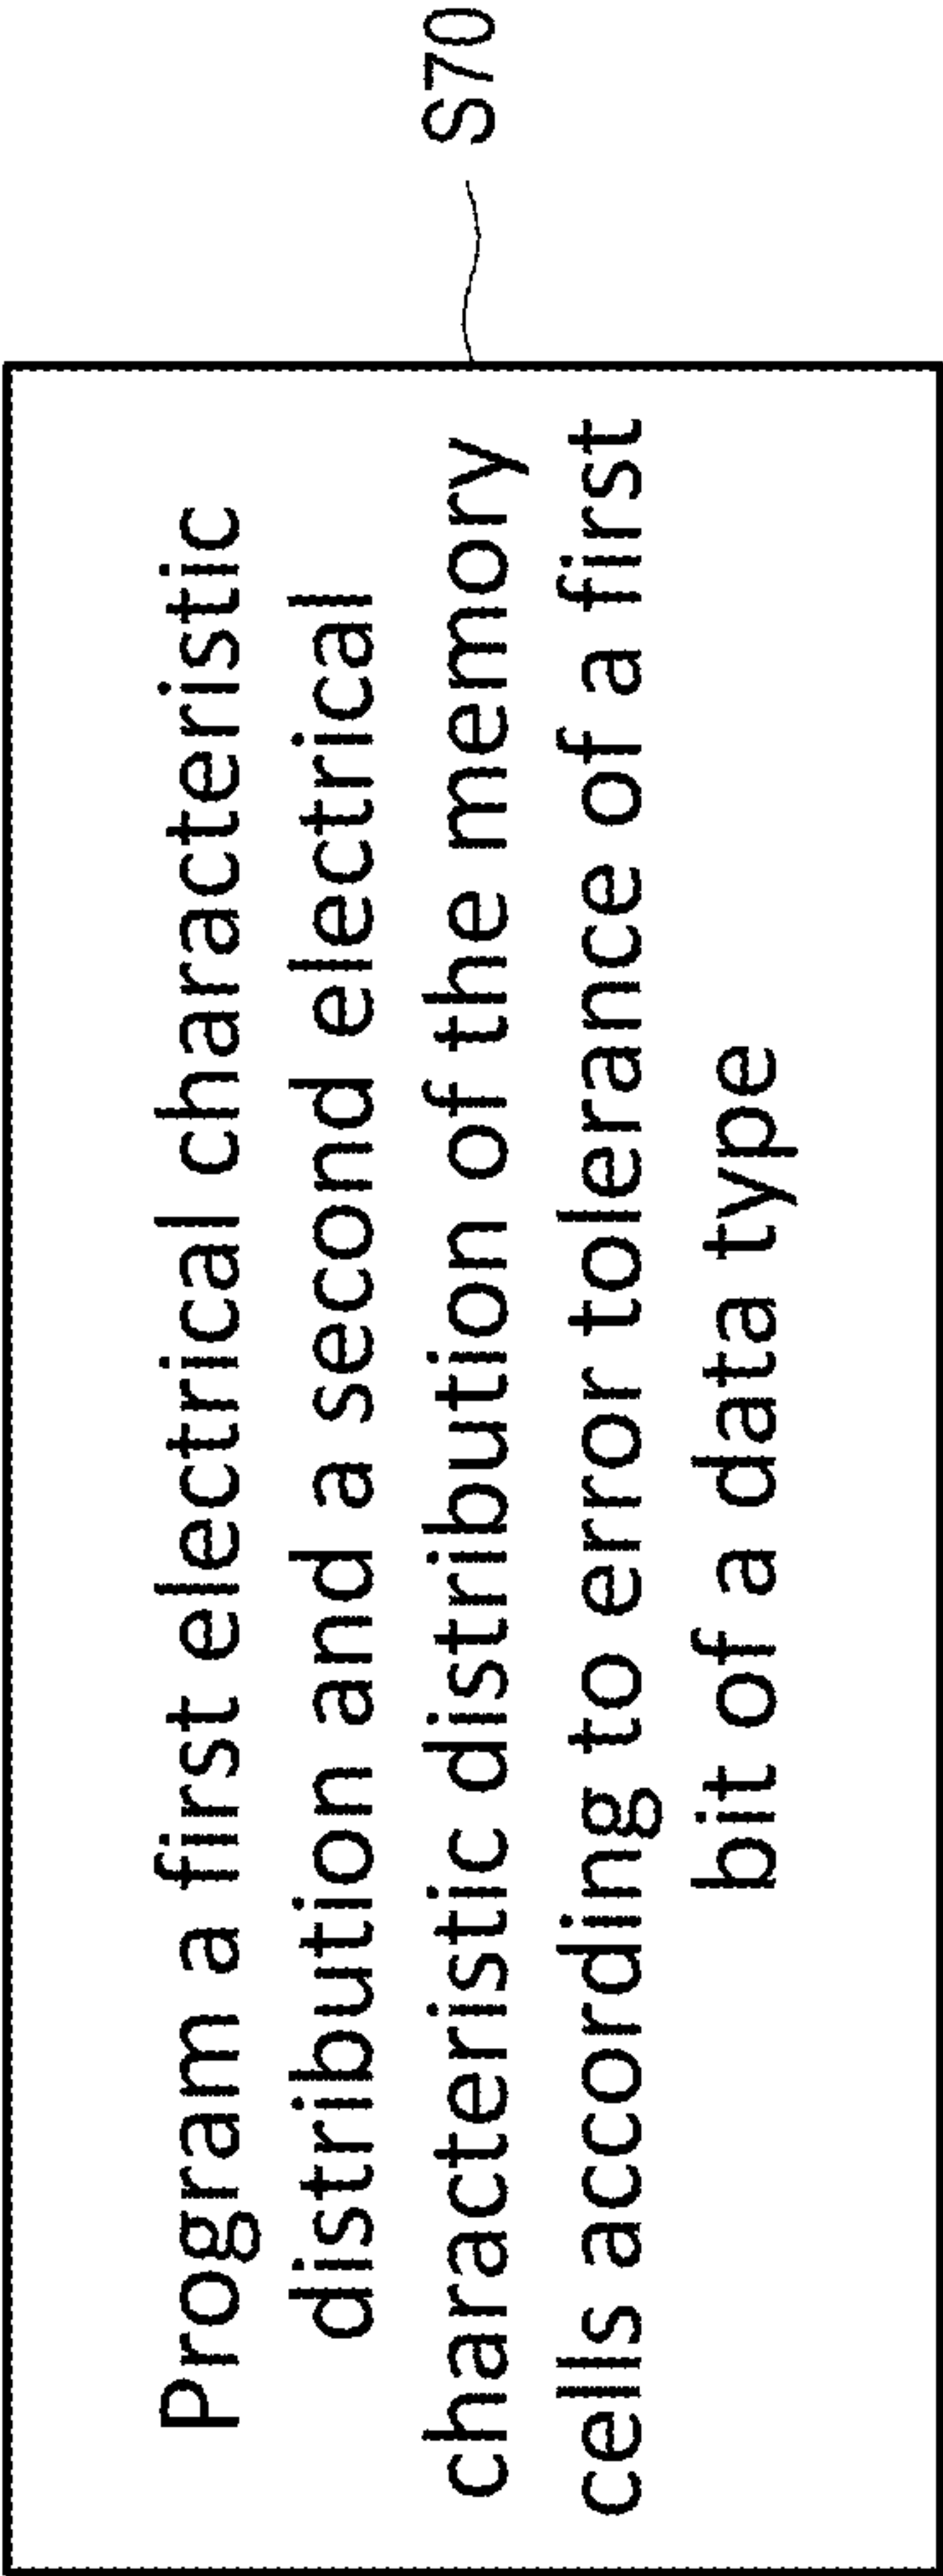 Program a first electrical characteristic
distribution and a second electrical
characteristic distribution of the memory
cells according to error tolerance of a first
bit of a data type
S70